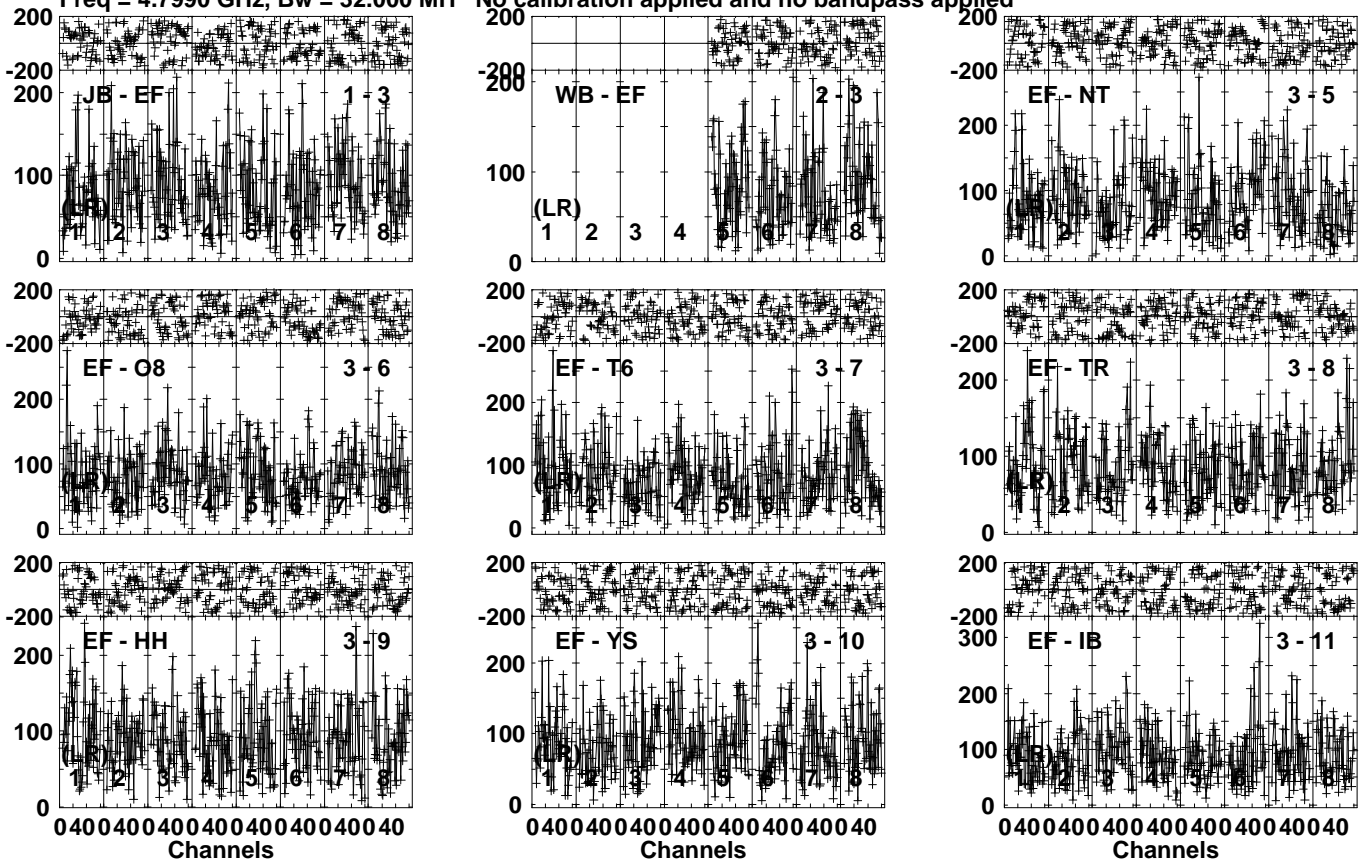 Freq = 4.7990 GHz, Bw = 32.000 MH No calibration applied and no bandpass applied
200 200 200
-200 -200 -200
JB - EF 1 - 3 WB - EF 2 - 3 EF - NT 3 - 5
200 200 200
100 100 100
(LR) (LR) (LR)
1 2 3 4 5 6 7 8 1 2 3 4 5 6 7 8 1 2 3 4 5 6 7 8
0 0 0
200 200 200
-200 -200 -200
EF - O8 3 - 6 EF - T6 3 - 7 EF - TR 3 - 8
200 200 200
100 100 100
(LR) (LR) (LR)
1 2 3 4 5 6 7 8 1 2 3 4 5 6 7 8 1 2 3 4 5 6 7 8
0 0 0
200 200 200
-200 -200 -200
EF - HH 3 - 9 EF - YS 3 - 10 EF - IB 3 - 11
300
200 200 200
100 100 100
(LR) (LR) (LR)
1 2 3 4 5 6 7 8 1 2 3 4 5 6 7 8 1 2 3 4 5 6 7 8
0 0 0
0 40 0 40 0 40 0 40 0 40 0 40 0 40 0 40 0 40 0 40 0 40 0 40 0 40 0 40 0 40 0 40 0 40 0 40 0 40 0 40 0 40 0 40 0 40 0 40
Channels Channels Channels